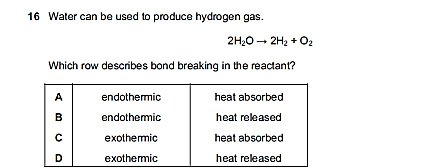 16 Water can be used to produce hydrogen gas.
2H₂O → 2H₂ + O₂
Which row describes bond breaking in the reactant?
A endothermic heat absorbed
B endothermic heat released
C exothermic heat absorbed
D exothermic heat released